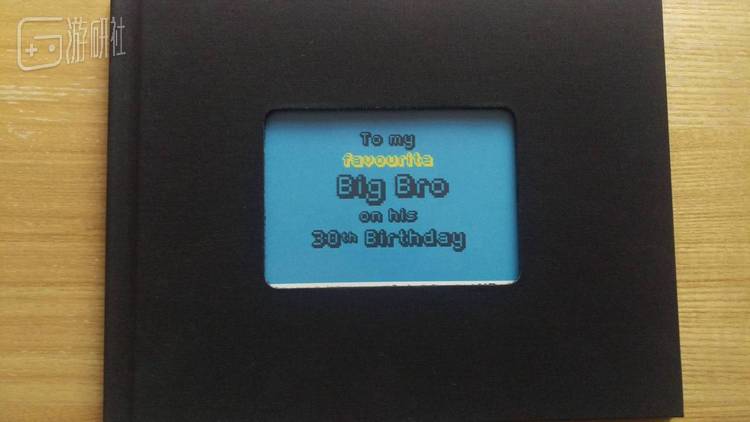 游研社
To my
favourite
Big Bro
on his
30th Birthday